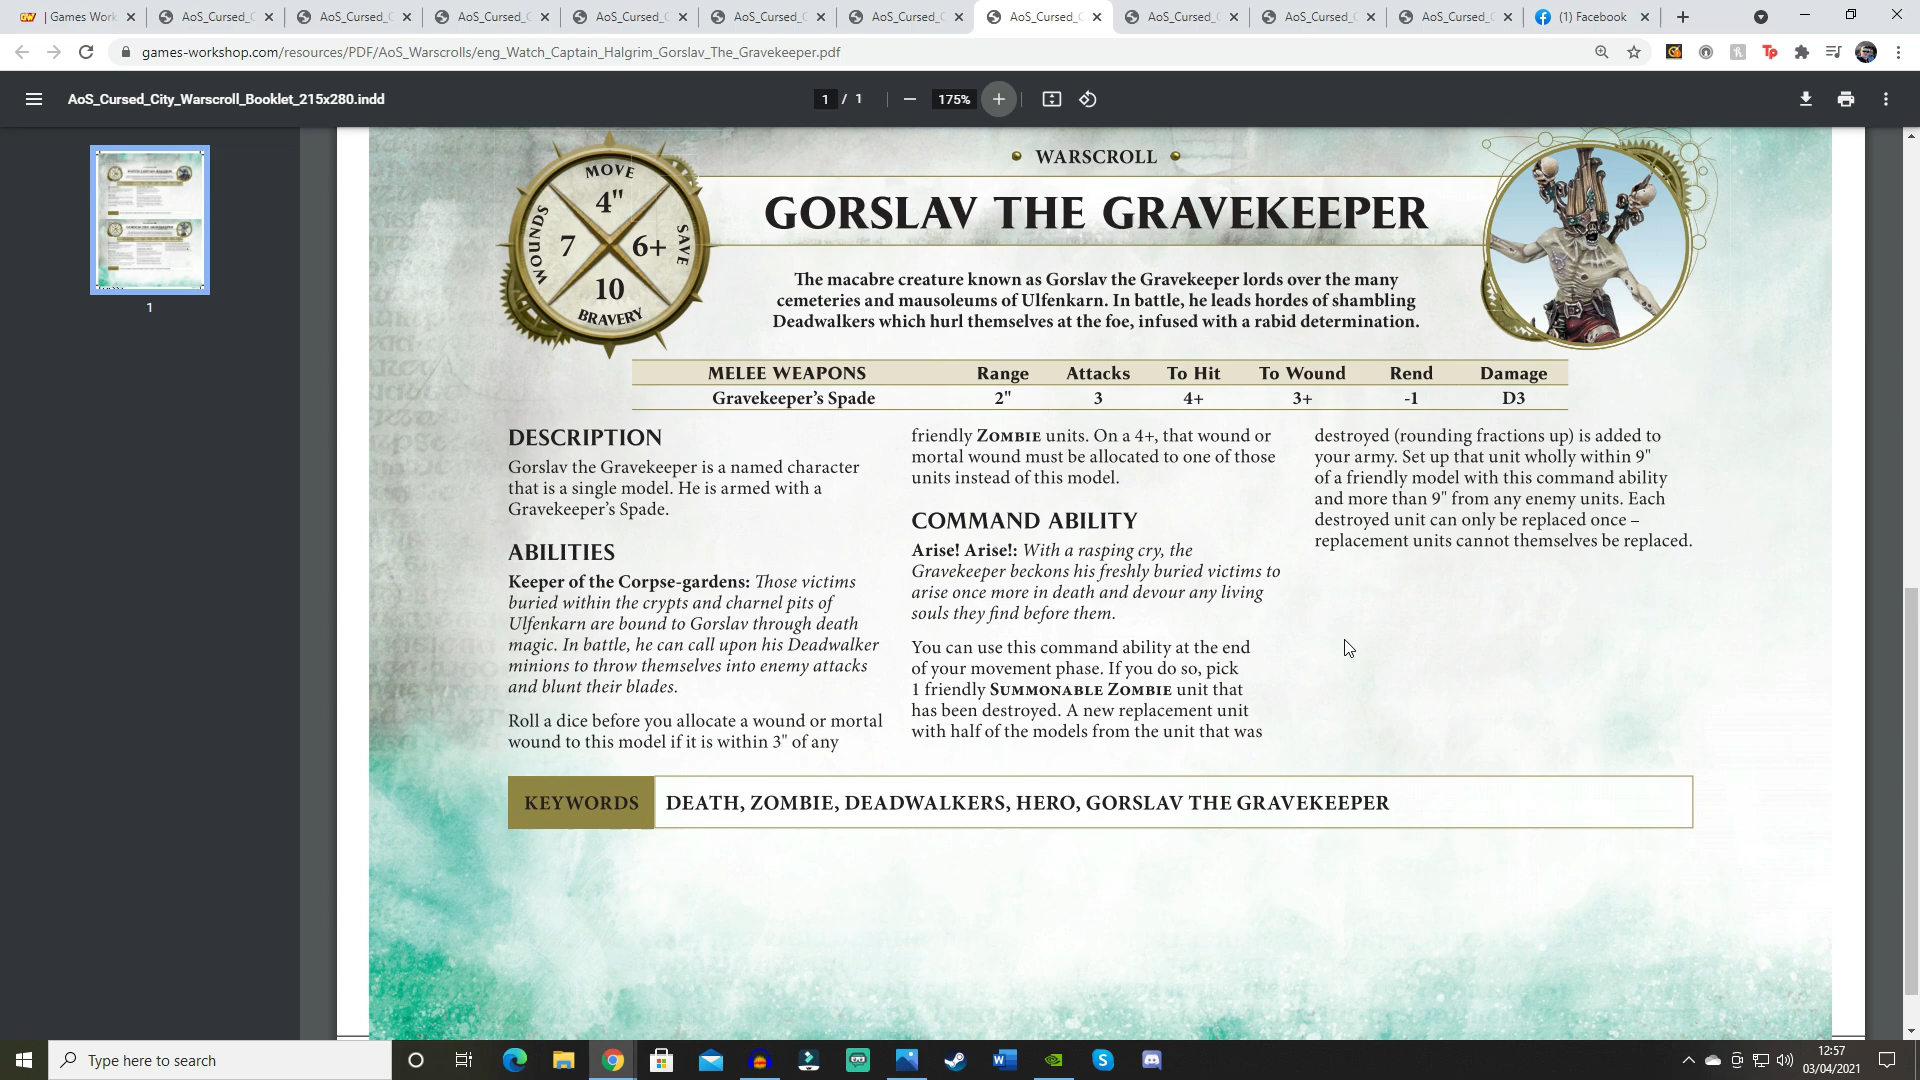 | Games Work
AoS_Cursed_C
AoS_Cursed_C
AoS_Cursed_C
AoS_Cursed_C
AoS_Cursed_C
AoS_Cursed_C
AoS_Cursed_C
AoS_Cursed_C
AoS_Cursed_C
AoS_Cursed_C
(1) Facebook
games-workshop.com/resources/PDF/AoS_Warscrolls/eng_Watch_Captain_Halgrim_Gorslav_The_Gravekeeper.pdf
AoS_Cursed_City_Warscroll_Booklet_215x280.indd
1 / 1
175%
1
• WARSCROLL •
GORSLAV THE GRAVEKEEPER
MOVE
4"
WOUNDS
7
6+
SAVE
10
BRAVERY
The macabre creature known as Gorslav the Gravekeeper lords over the many
cemeteries and mausoleums of Ulfenkarn. In battle, he leads hordes of shambling
Deadwalkers which hurl themselves at the foe, infused with a rabid determination.
MELEE WEAPONS Range Attacks To Hit To Wound Rend Damage
Gravekeeper's Spade 2" 3 4+ 3+ -1 D3
DESCRIPTION
Gorslav the Gravekeeper is a named character
that is a single model. He is armed with a
Gravekeeper's Spade.
ABILITIES
Keeper of the Corpse-gardens: Those victims
buried within the crypts and charnel pits of
Ulfenkarn are bound to Gorslav through death
magic. In battle, he can call upon his Deadwalker
minions to throw themselves into enemy attacks
and blunt their blades.
Roll a dice before you allocate a wound or mortal
wound to this model if it is within 3" of any
friendly ZOMBIE units. On a 4+, that wound or
mortal wound must be allocated to one of those
units instead of this model.
COMMAND ABILITY
Arise! Arise!: With a rasping cry, the
Gravekeeper beckons his freshly buried victims to
arise once more in death and devour any living
souls they find before them.
You can use this command ability at the end
of your movement phase. If you do so, pick
1 friendly SUMMONABLE ZOMBIE unit that
has been destroyed. A new replacement unit
with half of the models from the unit that was
destroyed (rounding fractions up) is added to
your army. Set up that unit wholly within 9"
of a friendly model with this command ability
and more than 9" from any enemy units. Each
destroyed unit can only be replaced once –
replacement units cannot themselves be replaced.
KEYWORDS DEATH, ZOMBIE, DEADWALKERS, HERO, GORSLAV THE GRAVEKEEPER
Type here to search
12:57
03/04/2021